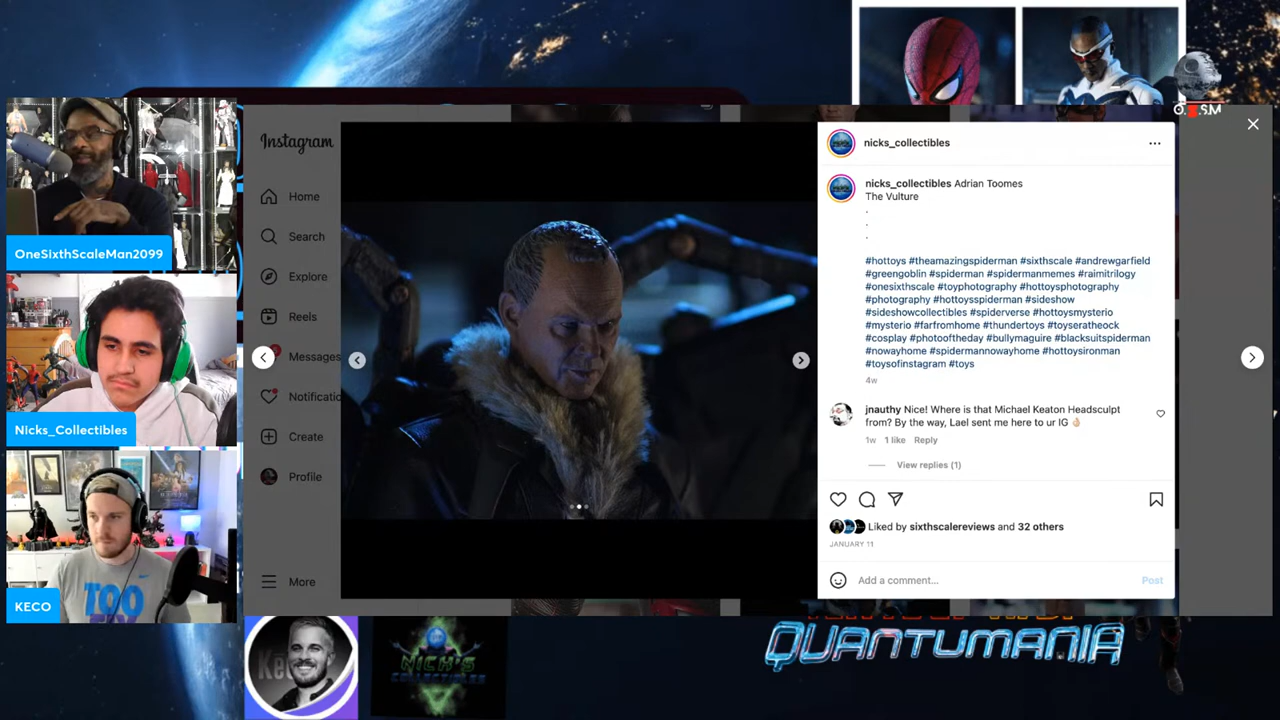 O.S.M
OneSixthScaleMan2099
Nicks_Collectibles
KECO
TOO
Instagram
Home
Search
Explore
Reels
Messages
Notificatio
Create
Profile
More
nicks_collectibles
nicks_collectibles Adrian Toomes
The Vulture
.
.
.
#hottoys #theamazingspiderman #sixthscale #andrewgarfield
#greengoblin #spiderman #spidermanmemes #raimitrilogy
#onesixthscale #toyphotography #hottoysphotography
#photography #hottoysspiderman #sideshow
#sideshowcollectibles #spiderverse #hottoysmysterio
#mysterio #farfromhome #thundertoys #toyseratheock
#cosplay #photooftheday #bullymaguire #blacksuitspiderman
#nowayhome #spidermannowayhome #hottoysironman
#toysofinstagram #toys
4w
jnauthy Nice! Where is that Michael Keaton Headsculpt
from? By the way, Lael sent me here to ur IG 👌🏼
1w 1 like Reply
View replies (1)
Liked by sixthscalereviews and 32 others
JANUARY 11
Add a comment... Post
NICK'S
COLLECTIBLES
QUANTUMANIA